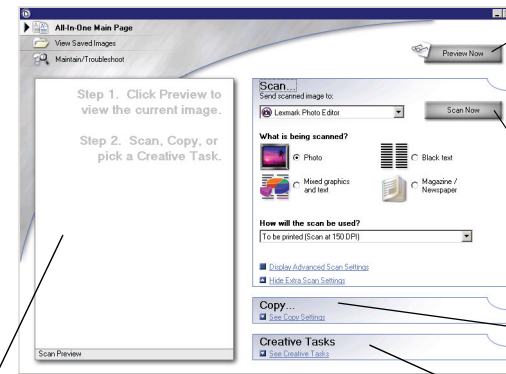 All-In-One Main Page
View Saved Images
Maintain/Troubleshoot
Preview Now
Step 1. Click Preview to
view the current image.
Step 2. Scan, Copy, or
pick a Creative Task.
Scan Preview
Scan...
Send scanned image to:
Lexmark Photo Editor
Scan Now
What is being scanned?
Photo
Black text
Mixed graphics
and text
Magazine /
Newspaper
How will the scan be used?
To be printed (Scan at 150 DPI)
Display Advanced Scan Settings
Hide Extra Scan Settings
Copy...
See Copy Settings
Creative Tasks
See Creative Tasks